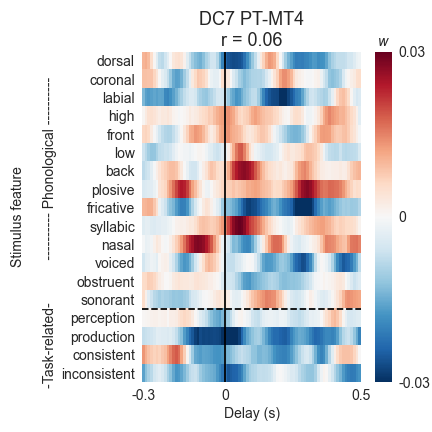 DC7 PT-MT4
r = 0.06
w
Stimulus feature
---------- Phonological ----------
-Task-related-
dorsal
coronal
labial
high
front
low
back
plosive
fricative
syllabic
nasal
voiced
obstruent
sonorant
perception
production
consistent
inconsistent
0.03
0
-0.03
-0.3
0
0.5
Delay (s)